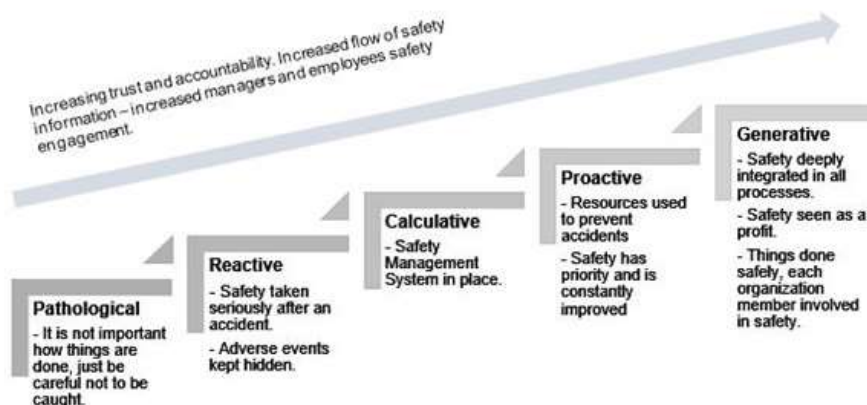 Increasing trust and accountability. Increased flow of safety
information – increased managers and employees safety
engagement.
Pathological
- It is not important
how things are
done, just be
careful not to be
caught.
Reactive
- Safety taken
seriously after an
accident.
- Adverse events
kept hidden.
Calculative
- Safety
Management
System in place.
Proactive
- Resources used
to prevent
accidents
- Safety has
priority and is
constantly
improved
Generative
- Safety deeply
integrated in all
processes.
- Safety seen as a
profit.
- Things done
safely, each
organization
member involved
in safety.